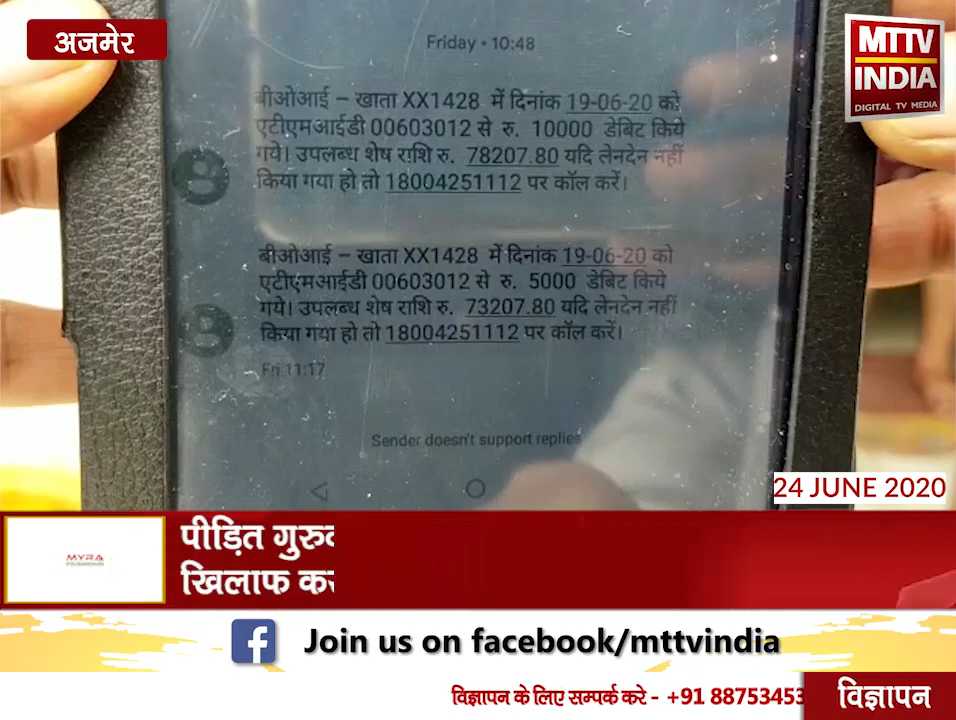 अजमेर
MTTV
INDIA
DIGITAL TV MEDIA
Friday • 10:48
बीओआई – खाता XX1428 में दिनांक 19-06-20 को
एटीएमआईडी 00603012 से रु. 10000 डेबिट किये
गये। उपलब्ध शेष राशि रु. 78207.80 यदि लेनदेन नहीं
किया गया हो तो 18004251112 पर कॉल करें।
बीओआई – खाता XX1428 में दिनांक 19-06-20 को
एटीएमआईडी 00603012 से रु. 5000 डेबिट किये
गये। उपलब्ध शेष राशि रु. 73207.80 यदि लेनदेन नहीं
किया गया हो तो 18004251112 पर कॉल करें।
Fri 11:17
Sender doesn't support replies
24 JUNE 2020
MYRA
पीड़ित
खिलाफ
Join us on facebook/mttvindia
विज्ञापन के लिए सम्पर्क करे - +91 88753453
विज्ञापन